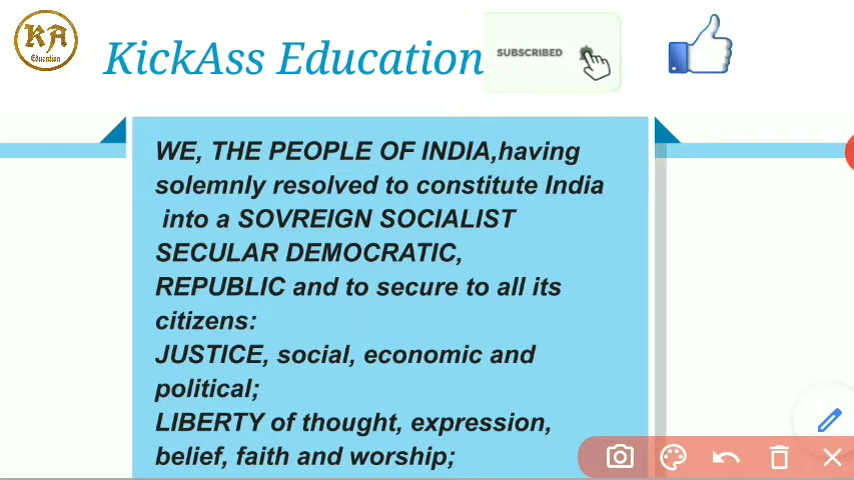 KA
Education
KickAss Education
SUBSCRIBED
WE, THE PEOPLE OF INDIA,having
solemnly resolved to constitute India
into a SOVREIGN SOCIALIST
SECULAR DEMOCRATIC,
REPUBLIC and to secure to all its
citizens:
JUSTICE, social, economic and
political;
LIBERTY of thought, expression,
belief, faith and worship;